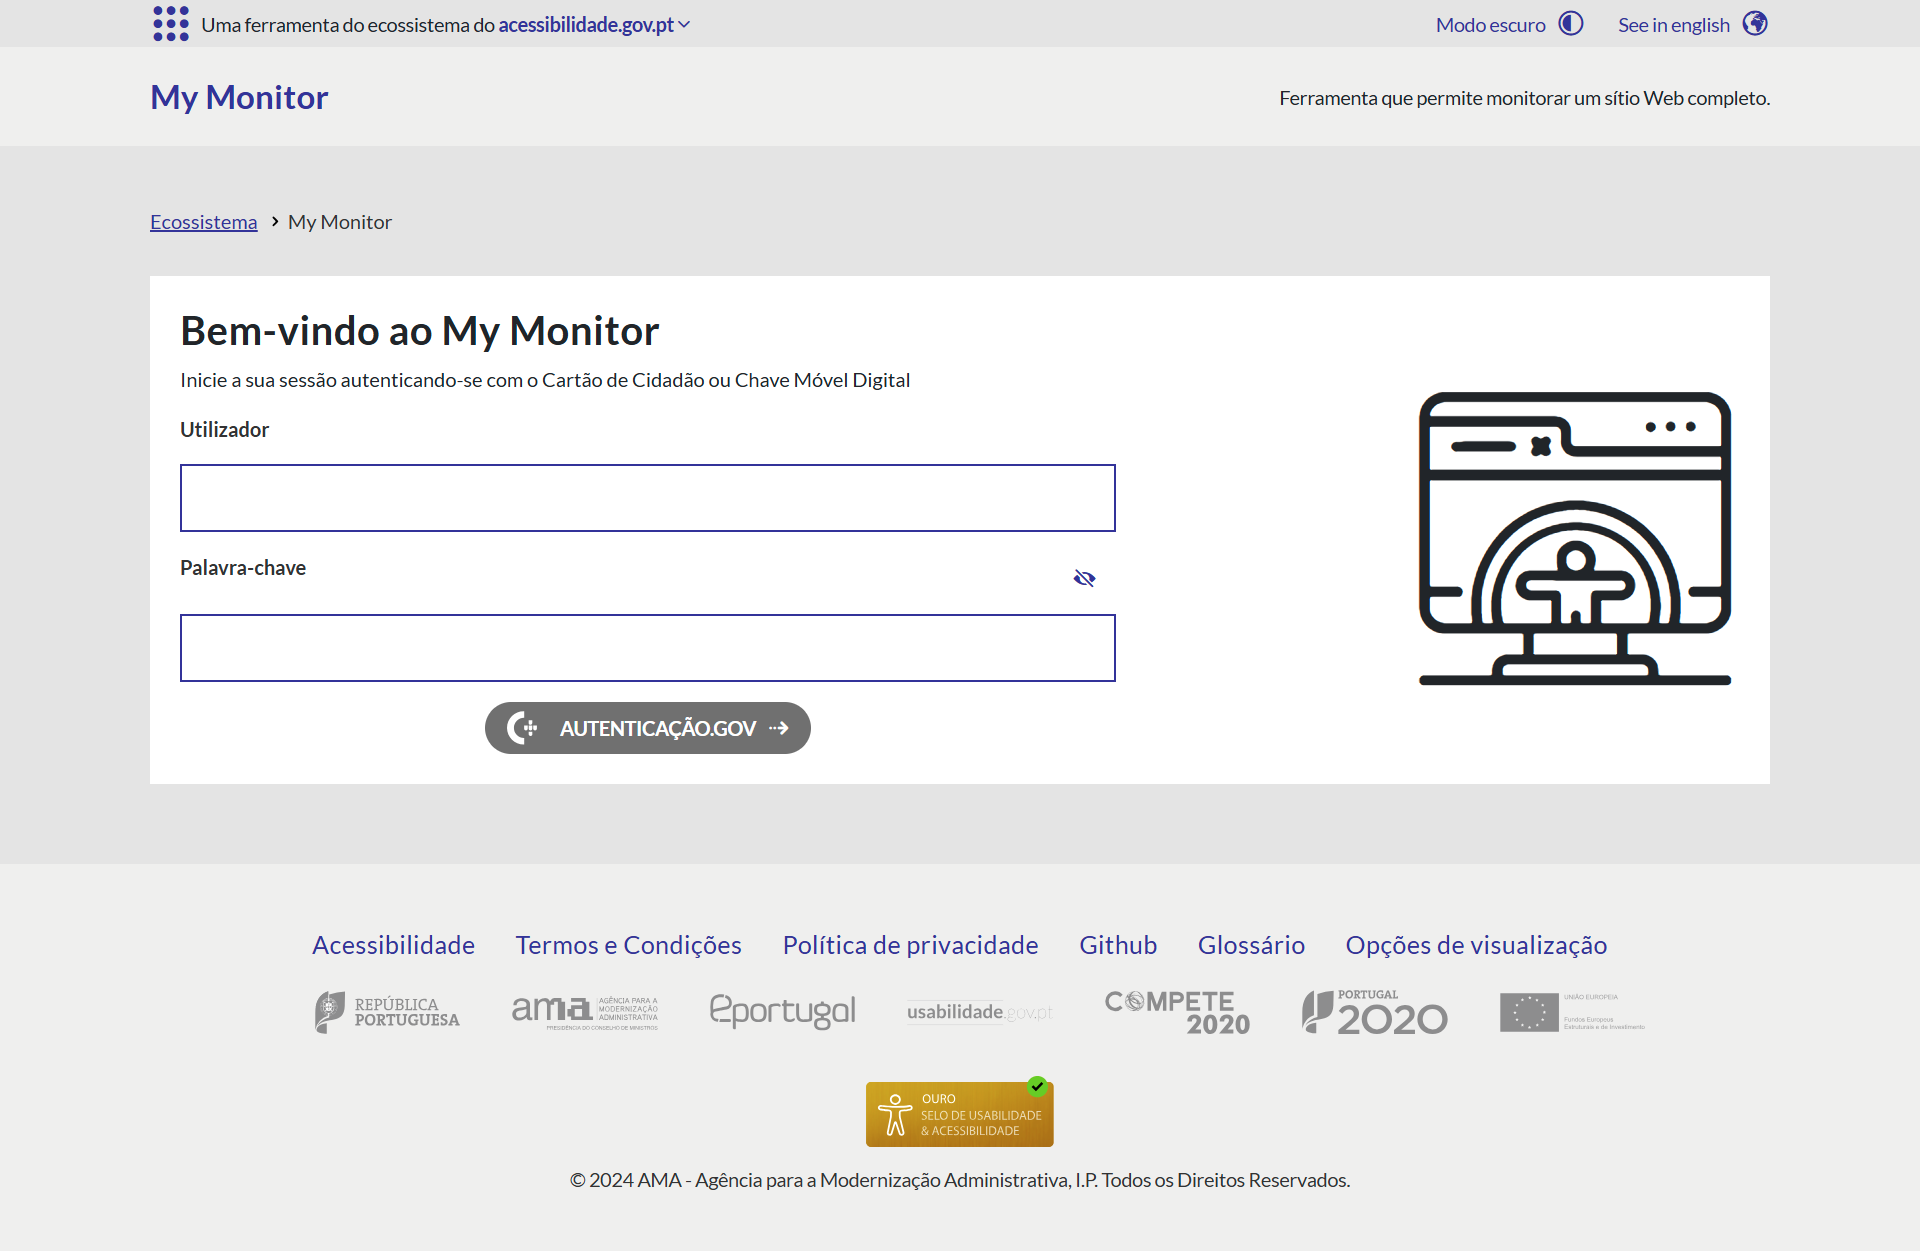 Uma ferramenta do ecossistema do acessibilidade.gov.pt
Modo escuro
See in english
My Monitor
Ferramenta que permite monitorar um sítio Web completo.
Ecossistema
My Monitor
Bem-vindo ao My Monitor
Inicie a sua sessão autenticando-se com o Cartão de Cidadão ou Chave Móvel Digital
Utilizador
Palavra-chave
AUTENTICAÇÃO.GOV
Acessibilidade
Termos e Condições
Política de privacidade
Github
Glossário
Opções de visualização
REPÚBLICA
PORTUGUESA
ama
AGÊNCIA PARA A
MODERNIZAÇÃO
ADMINISTRATIVA
PRESIDÊNCIA DO CONSELHO DE MINISTROS
eportugal
usabilidade.gov.pt
COMPETE
2020
PORTUGAL
2020
UNIÃO EUROPEIA
Fundos Europeus
Estruturais e de Investimento
OURO
SELO DE USABILIDADE
& ACESSIBILIDADE
© 2024 AMA - Agência para a Modernização Administrativa, I.P. Todos os Direitos Reservados.